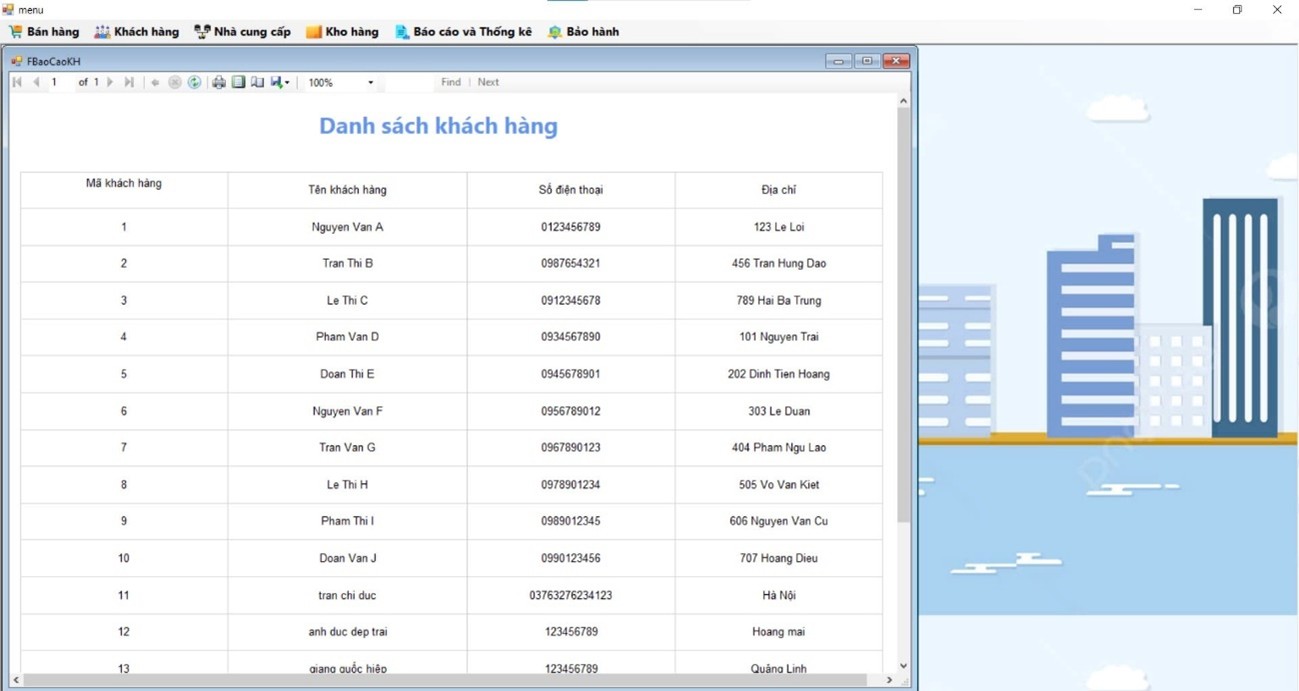 menu
Bán hàng Khách hàng Nhà cung cấp Kho hàng Báo cáo và Thống kê Bảo hành
FBaoCaoKH
1 of 1 100% Find | Next
Danh sách khách hàng
Mã khách hàng Tên khách hàng Số điện thoại Địa chỉ
1 Nguyen Van A 0123456789 123 Le Loi
2 Tran Thi B 0987654321 456 Tran Hung Dao
3 Le Thi C 0912345678 789 Hai Ba Trung
4 Pham Van D 0934567890 101 Nguyen Trai
5 Doan Thi E 0945678901 202 Dinh Tien Hoang
6 Nguyen Van F 0956789012 303 Le Duan
7 Tran Van G 0967890123 404 Pham Ngu Lao
8 Le Thi H 0978901234 505 Vo Van Kiet
9 Pham Thi I 0989012345 606 Nguyen Van Cu
10 Doan Van J 0990123456 707 Hoang Dieu
11 tran chi duc 03763276234123 Hà Nội
12 anh duc dep trai 123456789 Hoang mai
13 giang quốc hiệp 123456789 Quảng Linh